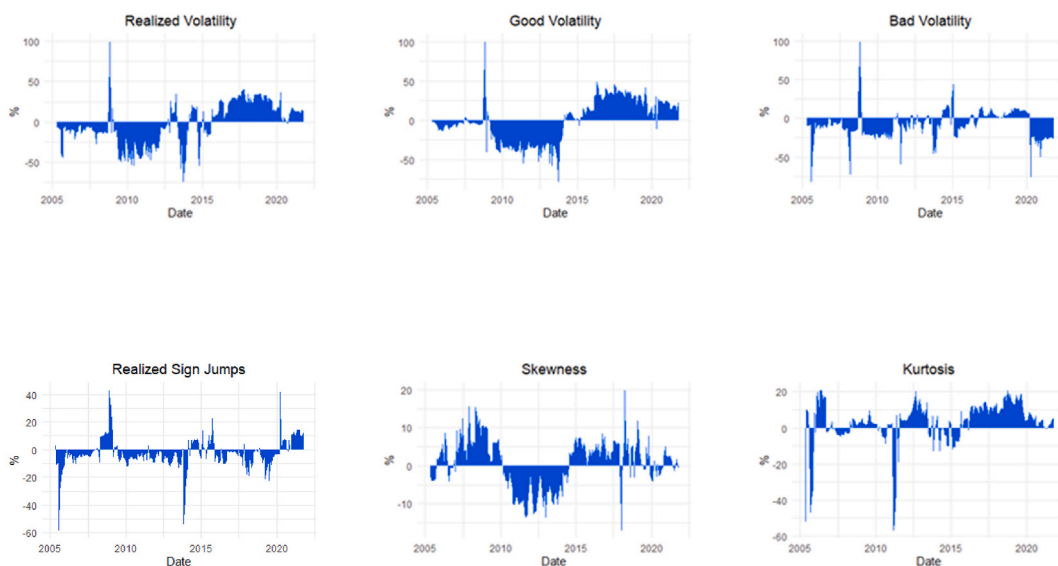 Realized Volatility
100
50
0
-50
%
2005 2010 2015 2020
Date
Good Volatility
100
50
0
-50
%
2005 2010 2015 2020
Date
Bad Volatility
100
50
0
-50
%
2005 2010 2015 2020
Date
Realized Sign Jumps
40
20
0
-20
-40
-60
%
2005 2010 2015 2020
Date
Skewness
20
10
0
-10
%
2005 2010 2015 2020
Date
Kurtosis
20
0
-20
-40
-60
%
2005 2010 2015 2020
Date